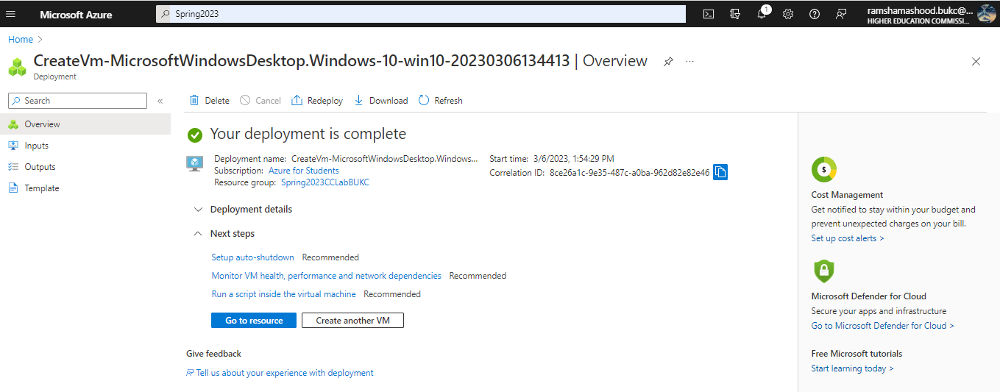 Microsoft Azure
Spring2023
1
ramshamashood.bukc@...
HIGHER EDUCATION COMMISSI...
Home >
CreateVm-MicrosoftWindowsDesktop.Windows-10-win10-20230306134413 | Overview
...
Deployment
Search
«
Delete
Cancel
Redeploy
Download
Refresh
Overview
Inputs
Outputs
Template
Your deployment is complete
Deployment name: CreateVm-MicrosoftWindowsDesktop.Windows...
Subscription: Azure for Students
Resource group: Spring2023CCLabBUKC
Start time: 3/6/2023, 1:54:29 PM
Correlation ID: 8ce26a1c-9e35-487c-a0ba-962d82e82e46
Deployment details
Next steps
Setup auto-shutdown Recommended
Monitor VM health, performance and network dependencies Recommended
Run a script inside the virtual machine Recommended
Go to resource
Create another VM
Give feedback
Tell us about your experience with deployment
$
Cost Management
Get notified to stay within your budget and
prevent unexpected charges on your bill.
Set up cost alerts >
Microsoft Defender for Cloud
Secure your apps and infrastructure
Go to Microsoft Defender for Cloud >
Free Microsoft tutorials
Start learning today >